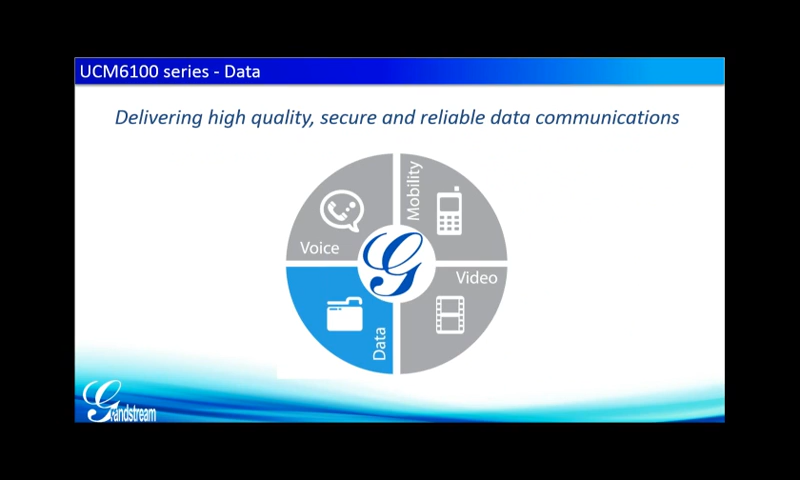 UCM6100 series - Data
Delivering high quality, secure and reliable data communications
Mobility
Voice
G
Video
Data
Grandstream